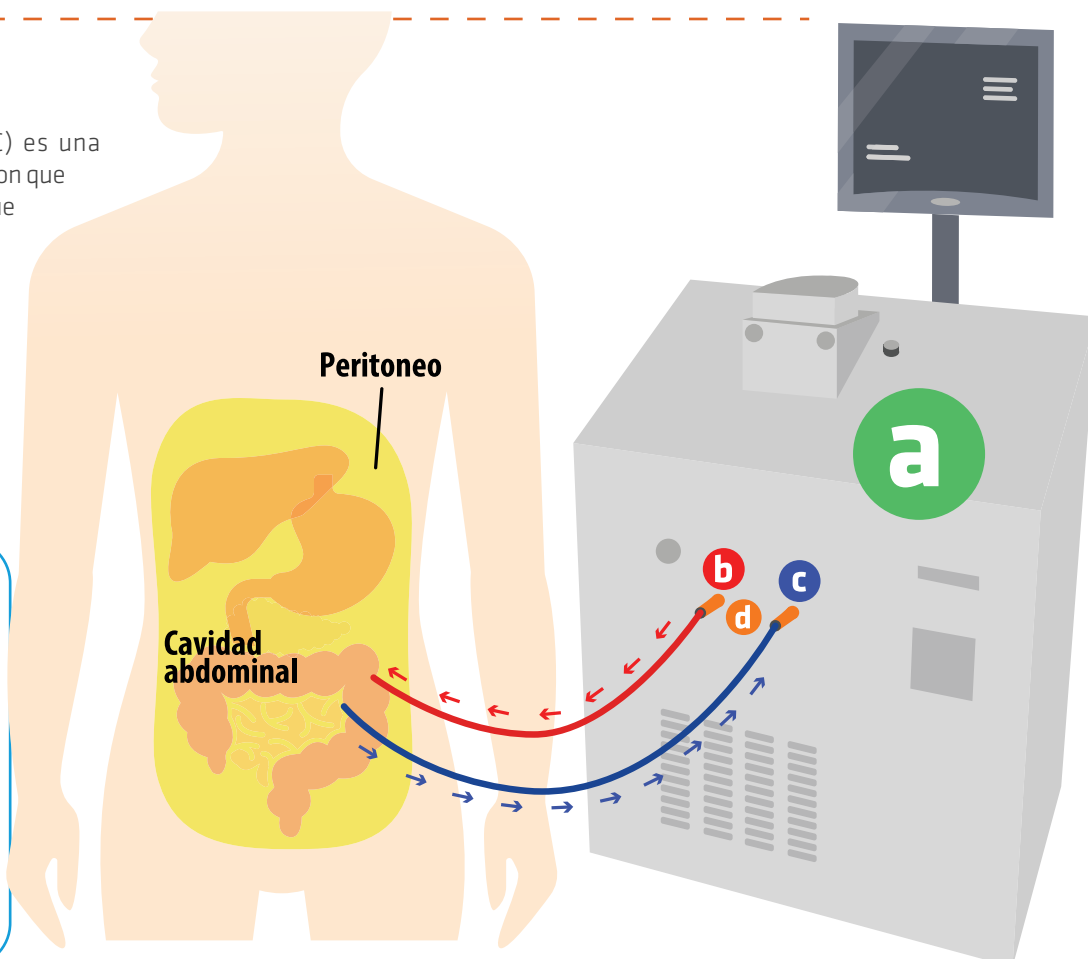 C) es una
on que
ue
Peritoneo
a
b
c
d
Cavidad
abdominal